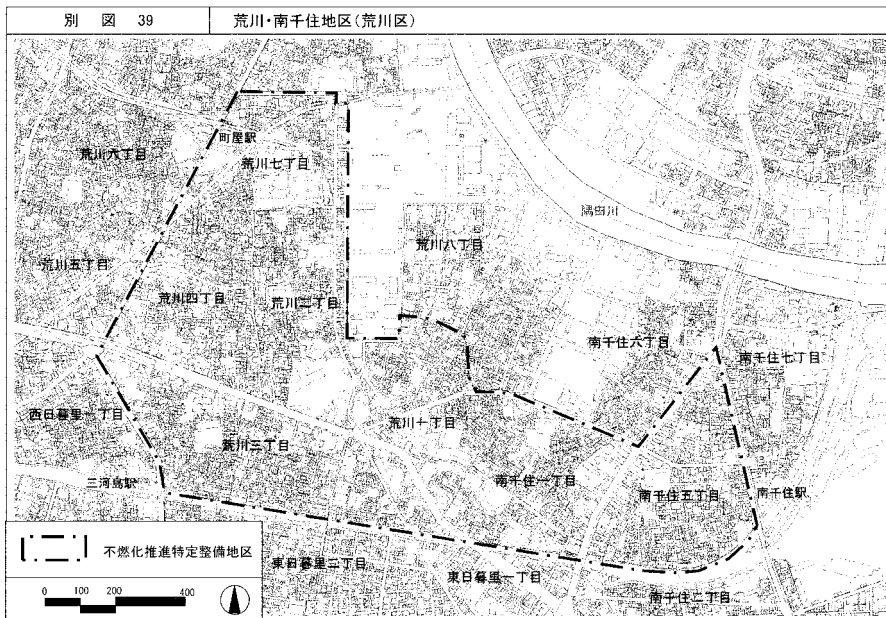 別図 39
荒川・南千住地区(荒川区)
町屋駅
荒川六丁目
荒川七丁目
隅田川
荒川八丁目
荒川五丁目
荒川四丁目
荒川二丁目
南千住六丁目
南千住七丁目
西日暮里一丁目
荒川三丁目
荒川一丁目
三河島駅
南千住一丁目
南千住五丁目
南千住駅
不燃化推進特定整備地区
東日暮里二丁目
東日暮里一丁目
南千住二丁目
0 100 200 400